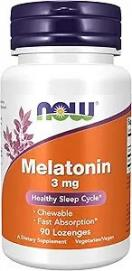 NOW
Melatonin
3 mg
Healthy Sleep Cycle*
• Chewable
• Fast Absorption*
90 Lozenges
A Dietary Supplement Vegetarian/Vegan